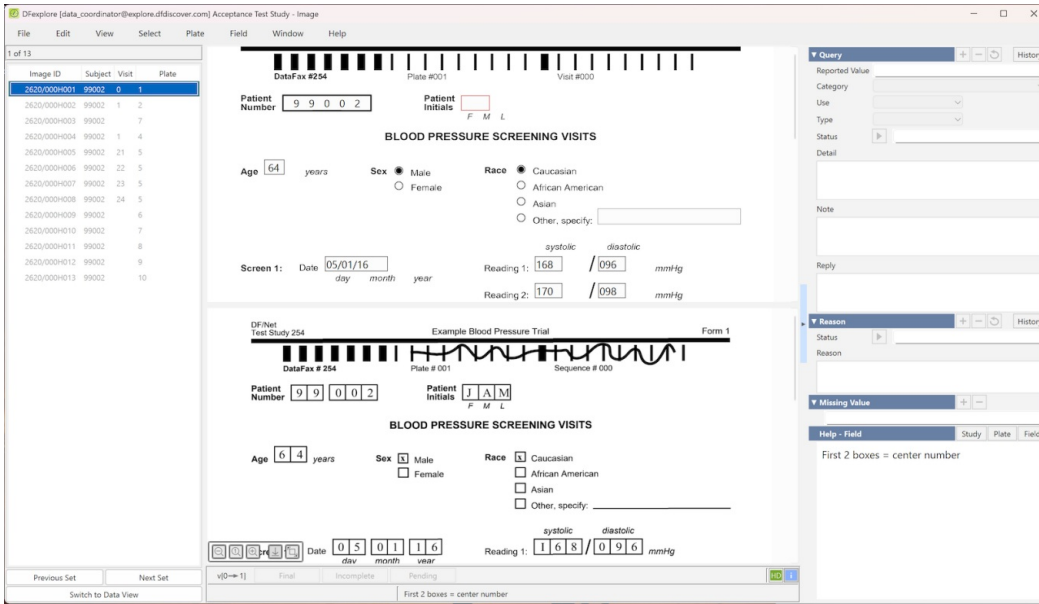 DFexplore [data_coordinator@explore.dfdiscover.com] Acceptance Test Study - Image
File Edit View Select Plate Field Window Help
1 of 13
Image ID Subject Visit Plate
2620/000H001 99002 0 1
2620/000H002 99002 1 2
2620/000H003 99002 7
2620/000H004 99002 1 4
2620/000H005 99002 21 5
2620/000H006 99002 22 5
2620/000H007 99002 23 5
2620/000H008 99002 24 5
2620/000H009 99002 6
2620/000H010 99002 7
2620/000H011 99002 8
2620/000H012 99002 9
2620/000H013 99002 10
Previous Set Next Set
Switch to Data View
DataFax #254 Plate #001 Visit #000
Patient Number 9 9 0 0 2 Patient Initials
F M L
BLOOD PRESSURE SCREENING VISITS
Age 64 years Sex Male Race Caucasian
Female African American
Asian
Other, specify:
systolic diastolic
Screen 1: Date 05/01/16 Reading 1: 168 / 096 mmHg
day month year
Reading 2: 170 / 098 mmHg
DF/Net
Test Study 254 Example Blood Pressure Trial Form 1
DataFax # 254 Plate # 001 Sequence # 000
Patient Number 9 9 0 0 2 Patient Initials J A M
F M L
BLOOD PRESSURE SCREENING VISITS
Age 6 4 years Sex x Male Race x Caucasian
Female African American
Asian
Other, specify:
systolic diastolic
Date 0 5 0 1 1 6 Reading 1: 1 6 8 / 0 9 6 mmHg
day month year
v[0→1] Final Incomplete Pending HD i
First 2 boxes = center number
Query
Reported Value
Category
Use
Type
Status
Detail
Note
Reply
Reason
Status
Reason
Missing Value
Help - Field Study Plate
First 2 boxes = center number